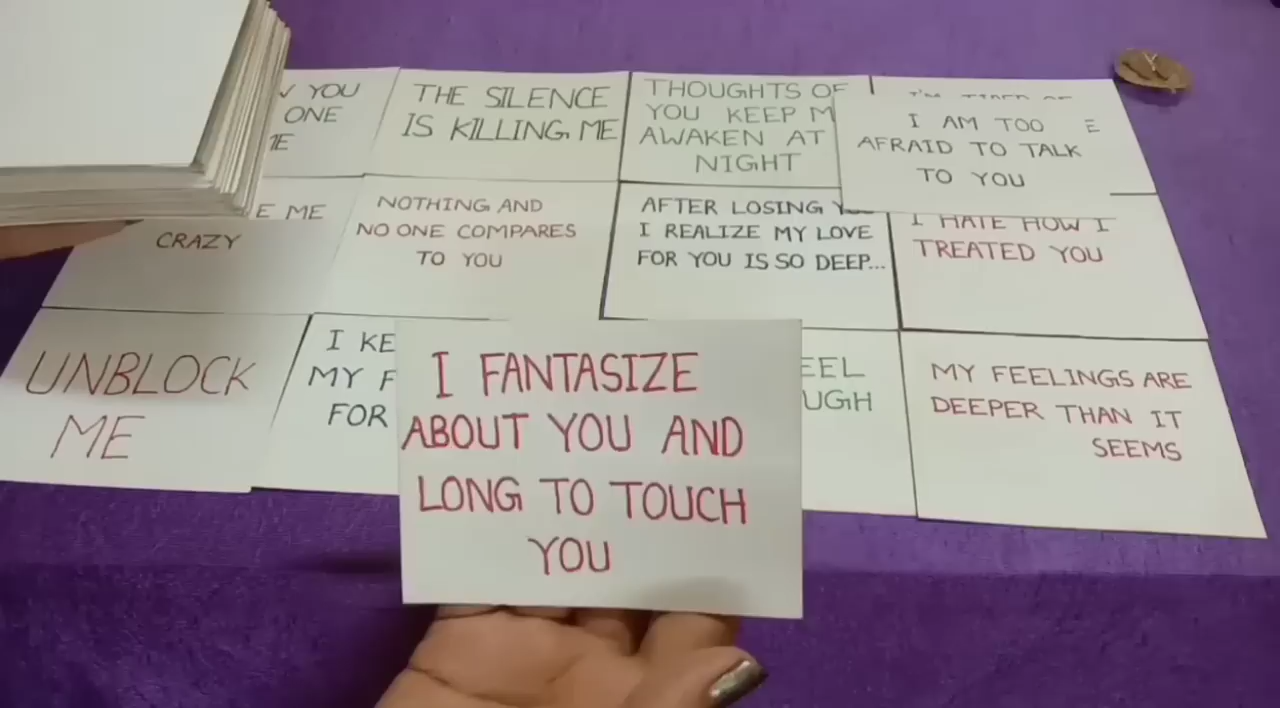 YOU
ONE
THE SILENCE
IS KILLING ME
THOUGHTS OF
YOU KEEP M
AWAKEN AT
NIGHT
I AM TOO
AFRAID TO TALK
TO YOU
E
E ME
CRAZY
NOTHING AND
NO ONE COMPARES
TO YOU
AFTER LOSING
I REALIZE MY LOVE
FOR YOU IS SO DEEP...
I HATE HOW I
TREATED YOU
UNBLOCK
ME
I KE
MY F
FOR
I FANTASIZE
ABOUT YOU AND
LONG TO TOUCH
YOU
EEL
UGH
MY FEELINGS ARE
DEEPER THAN IT
SEEMS